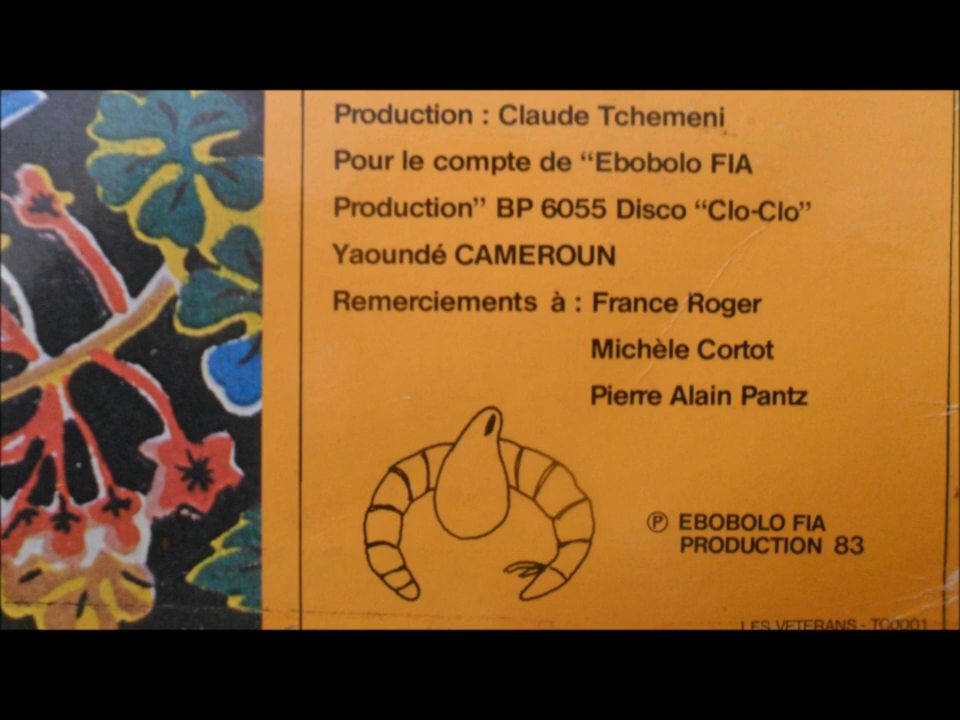 Production : Claude Tchemeni
Pour le compte de “Ebobolo FIA
Production” BP 6055 Disco “Clo-Clo”
Yaoundé CAMEROUN
Remerciements à : France Roger
Michèle Cortot
Pierre Alain Pantz
Ⓟ EBOBOLO FIA
PRODUCTION 83
LES VETERANS - TC0001